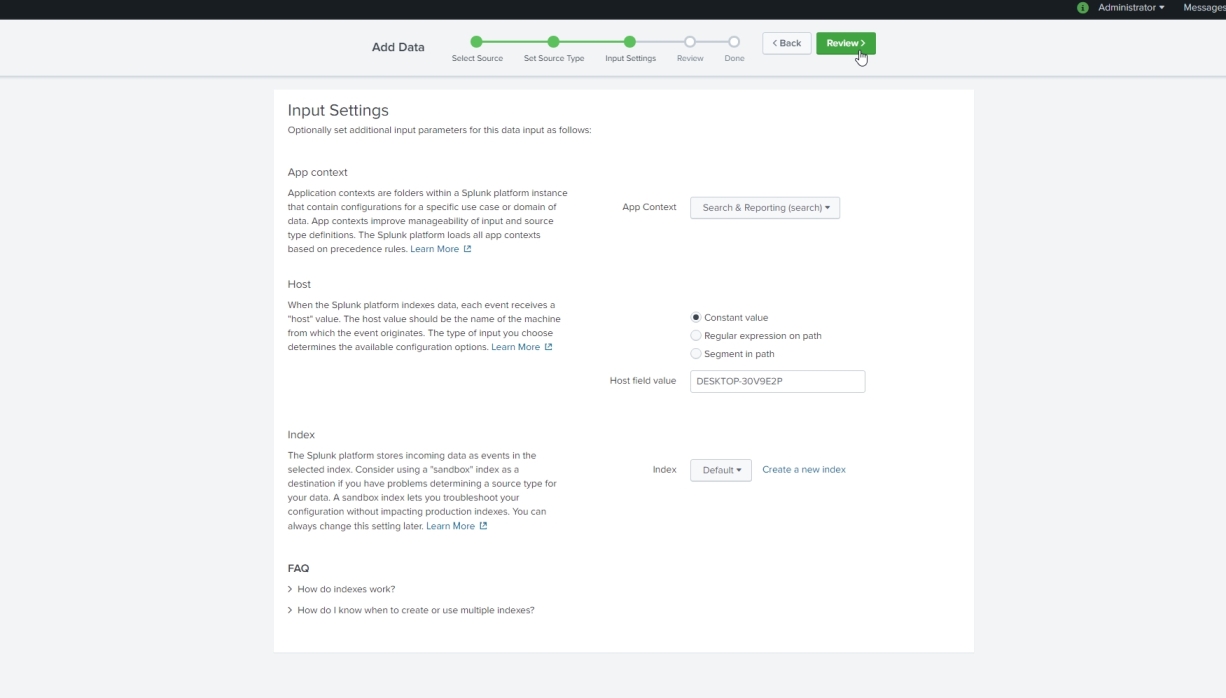 Administrator
Messages
Add Data
Select Source
Set Source Type
Input Settings
Review
Done
< Back
Review >
Input Settings
Optionally set additional input parameters for this data input as follows:
App context
Application contexts are folders within a Splunk platform instance
that contain configurations for a specific use case or domain of
data. App contexts improve manageability of input and source
type definitions. The Splunk platform loads all app contexts
based on precedence rules. Learn More
App Context
Search & Reporting (search)
Host
When the Splunk platform indexes data, each event receives a
"host" value. The host value should be the name of the machine
from which the event originates. The type of input you choose
determines the available configuration options. Learn More
Constant value
Regular expression on path
Segment in path
Host field value
DESKTOP-30V9E2P
Index
The Splunk platform stores incoming data as events in the
selected index. Consider using a "sandbox" index as a
destination if you have problems determining a source type for
your data. A sandbox index lets you troubleshoot your
configuration without impacting production indexes. You can
always change this setting later. Learn More
Index
Default
Create a new index
FAQ
> How do indexes work?
> How do I know when to create or use multiple indexes?